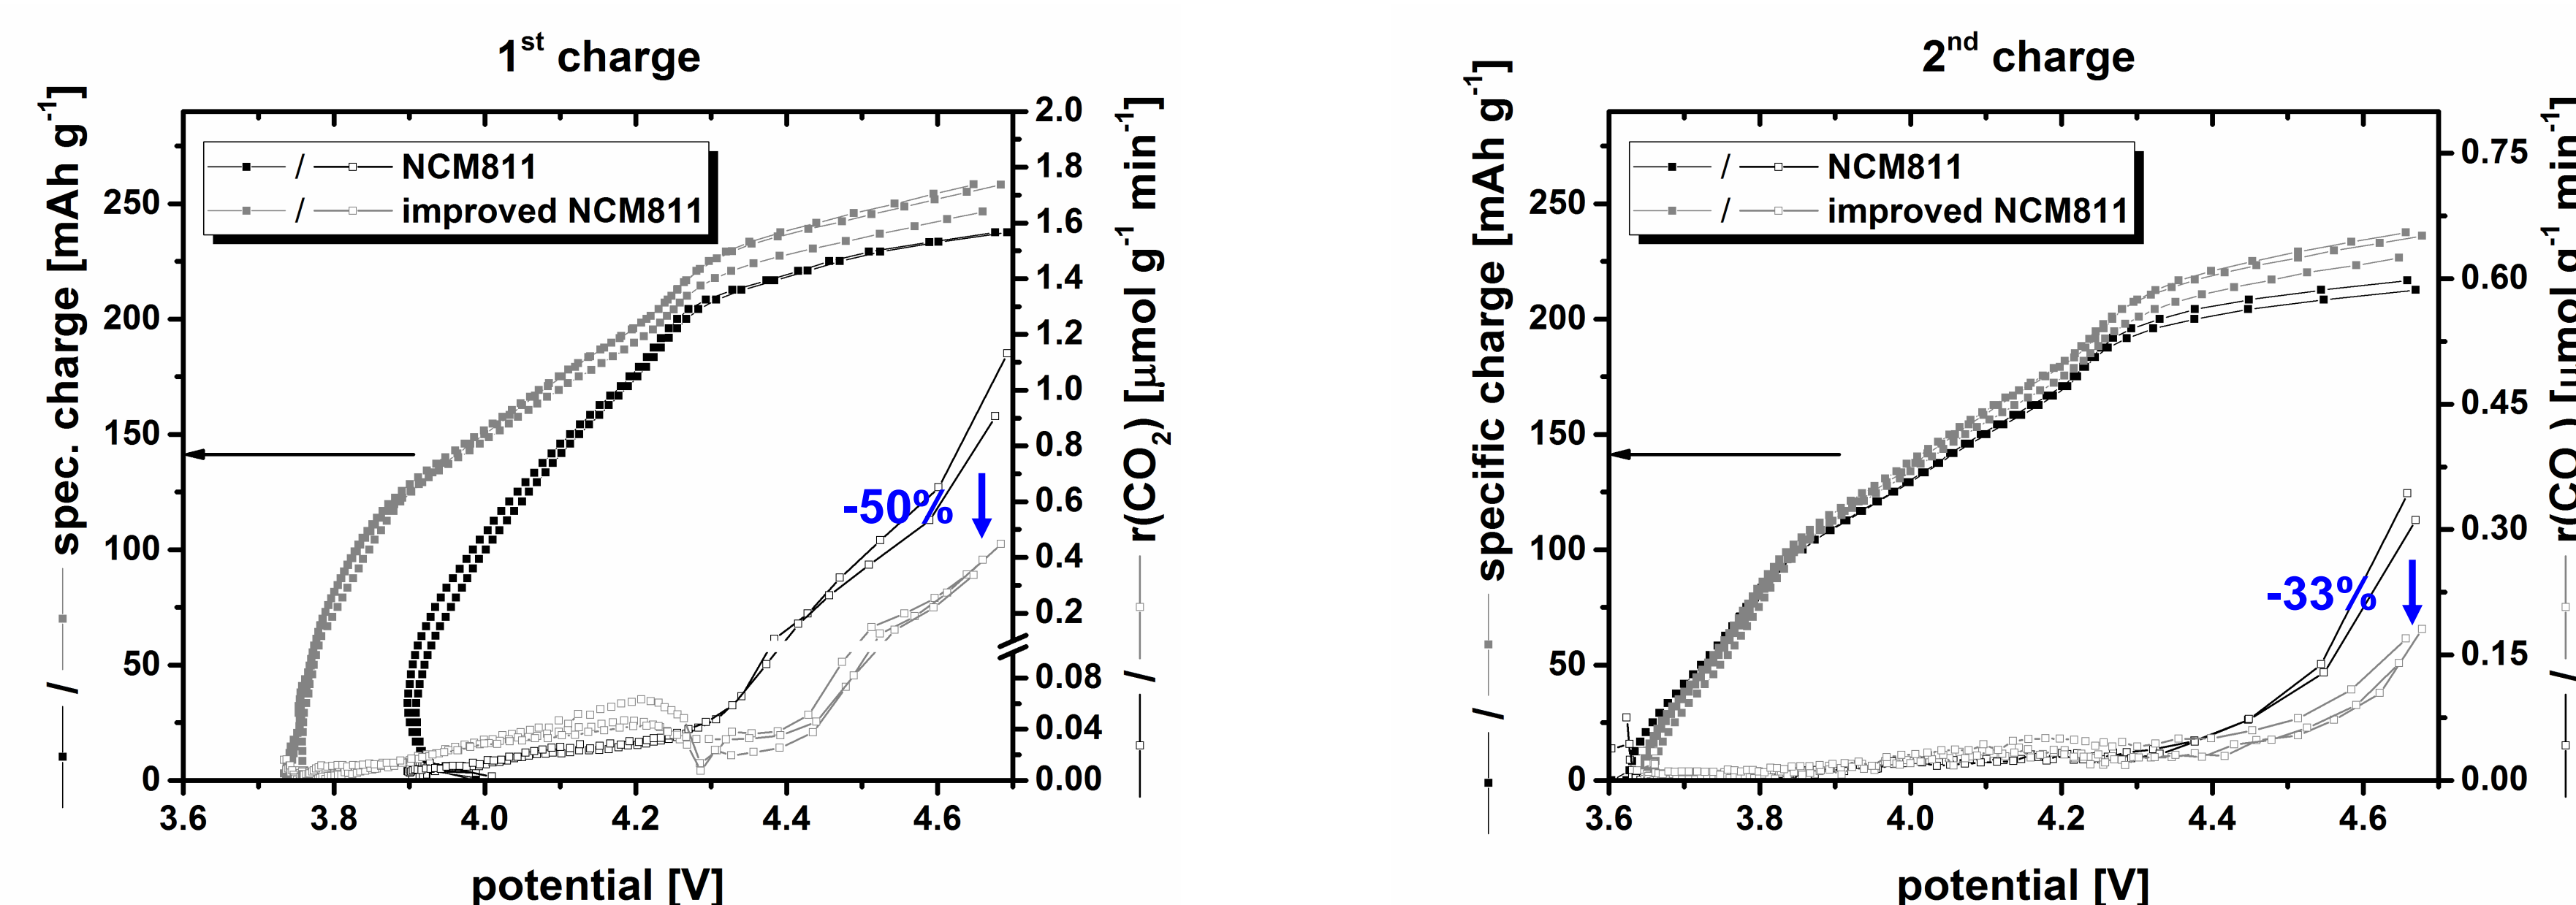 1st charge
spec. charge [mAh g-1]
/
250
200
150
100
50
0
/ NCM811
/ improved NCM811
-50%
2.0
1.8
1.6
1.4
1.2
1.0
0.8
0.6
0.4
0.2
0.08
0.04
0.00
/ r(CO2) [μmol g-1 min-1]
3.6 3.8 4.0 4.2 4.4 4.6
potential [V]
2nd charge
specific charge [mAh g-1]
/
250
200
150
100
50
0
/ NCM811
/ improved NCM811
-33%
0.75
0.60
0.45
0.30
0.15
0.00
/ r(CO ) [μmol g-1 min-1]
3.6 3.8 4.0 4.2 4.4 4.6
potential [V]